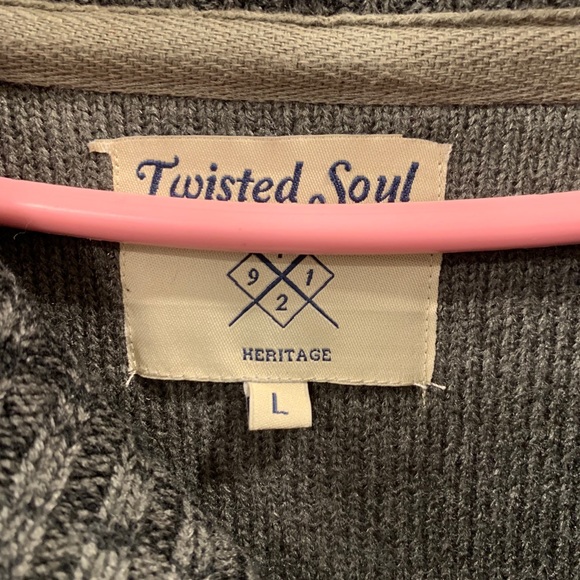 Twisted Soul
9 1
2
HERITAGE
L